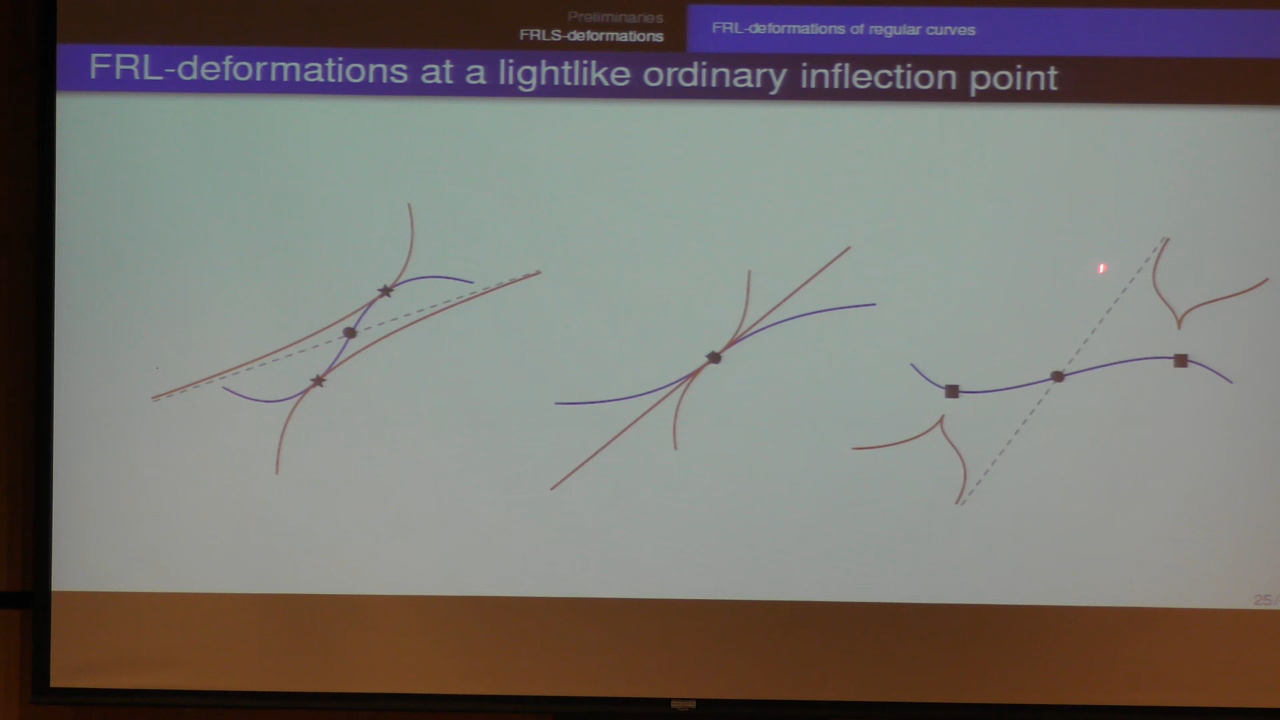 Preliminaries
FRLS-deformations
FRL-deformations of regular curves
FRL-deformations at a lightlike ordinary inflection point
25/